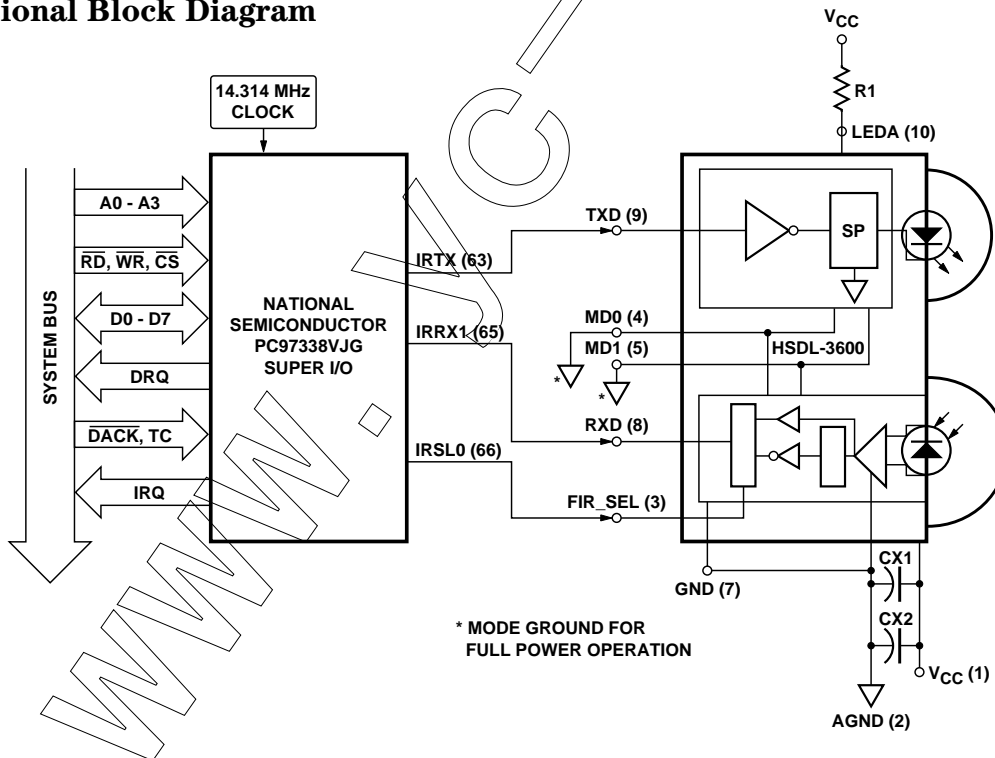 ional Block Diagram
VCC
R1
LEDA (10)
14.314 MHz
CLOCK
SYSTEM BUS
A0 - A3
RD, WR, CS
D0 - D7
DRQ
DACK, TC
IRQ
NATIONAL
SEMICONDUCTOR
PC97338VJG
SUPER I/O
IRTX (63)
IRRX1 (65)
IRSL0 (66)
TXD (9)
MD0 (4)
MD1 (5)
*
*
RXD (8)
FIR_SEL (3)
SP
HSDL-3600
GND (7)
CX1
CX2
VCC (1)
AGND (2)
* MODE GROUND FOR
FULL POWER OPERATION
www.yc-